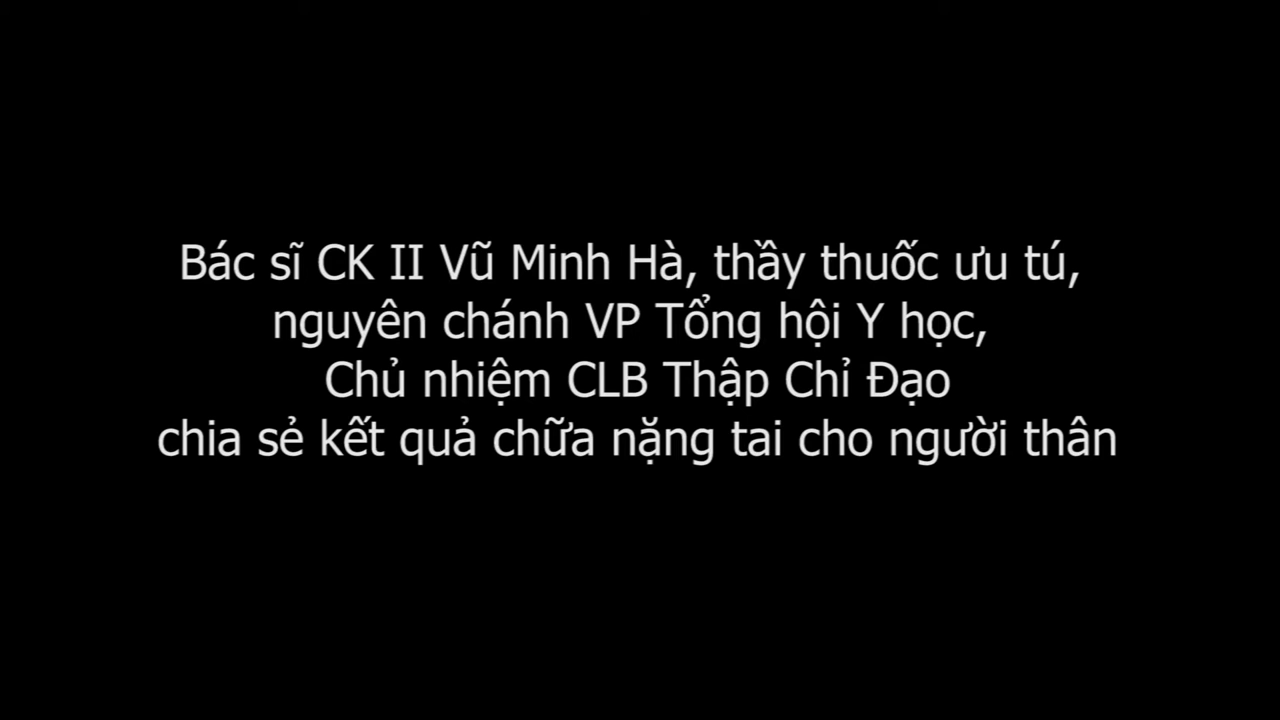 Bác sĩ CK II Vũ Minh Hà, thầy thuốc ưu tú,
nguyên chánh VP Tổng hội Y học,
Chủ nhiệm CLB Thập Chỉ Đạo
chia sẻ kết quả chữa nặng tai cho người thân